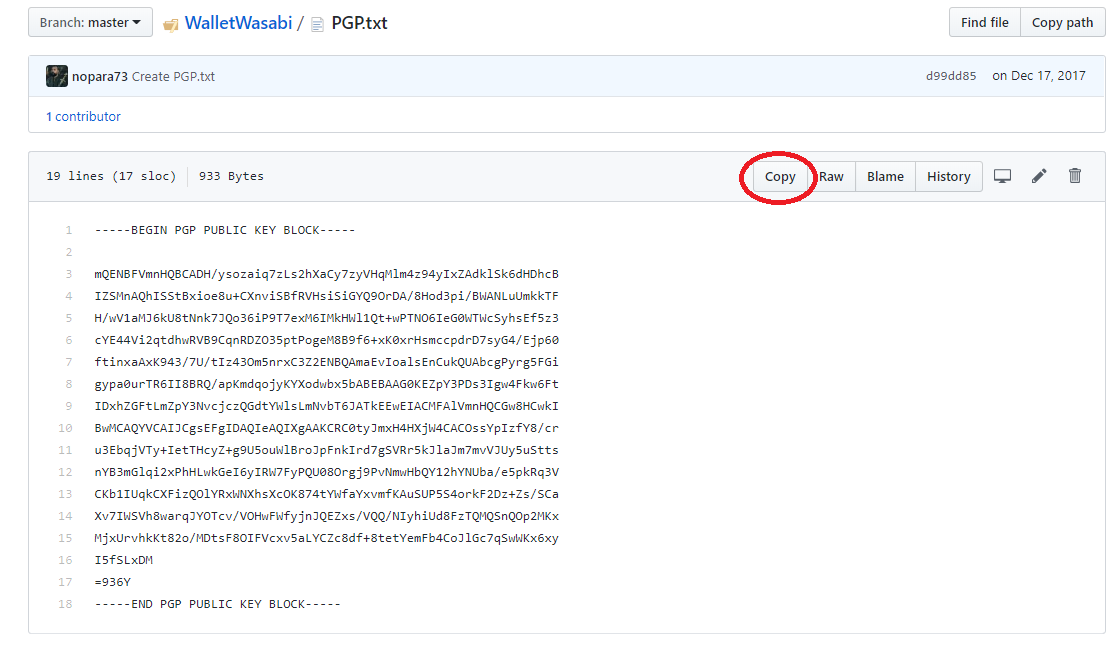 Branch: master WalletWasabi / PGP.txt Find file Copy path
nopara73 Create PGP.txt d99dd85 on Dec 17, 2017
1 contributor
19 lines (17 sloc) 933 Bytes Copy Raw Blame History
1 -----BEGIN PGP PUBLIC KEY BLOCK-----
2
3 mQENBFVmnHQBCADH/ysozaiq7zLs2hXaCy7zyVHqMlm4z94yIxZAdklSk6dHDhcB
4 IZSMnAQhISStBxioe8u+CXnviSBfRVHsiSiGYQ9OrDA/8Hod3pi/BWANLuUmkkTF
5 H/wV1aMJ6kU8tNnk7JQo36iP9T7exM6IMkHWl1Qt+wPTNO6IeG0WTWcSyhsEf5z3
6 cYE44Vi2qtdhwRVB9CqnRDZO35ptPogeM8B9f6+xK0xrHsmccpdrD7syG4/Ejp60
7 ftinxaAxK943/7U/tIz43Om5nrxC3Z2ENBQAmaEvIoalsEnCukQUAbcgPyrg5FGi
8 gypa0urTR6II8BRQ/apKmdqojyKYXodwbx5bABEBAAG0KEZpY3PDs3Igw4Fkw6Ft
9 IDxhZGFtLmZpY3NvcjczQGdtYWlsLmNvbT6JATkEEwEIACMFAlVmnHQCGw8HCwkI
10 BwMCAQYVCAIJCgsEFgIDAQIeAQIXgAAKCRC0tyJmxH4HXjW4CACOssYpIzfY8/cr
11 u3EbqjVTy+IetTHcyZ+g9U5ouWlBroJpFnkIrd7gSVRr5kJlaJm7mvVJUy5uStts
12 nYB3mGlqi2xPhHLwkGeI6yIRW7FyPQU08Orgj9PvNmwHbQY12hYNUba/e5pkRq3V
13 CKb1IUqkCXFizQOlYRxWNXhsXcOK874tYWfaYxvmfKAuSUP5S4orkF2Dz+Zs/SCa
14 Xv7IWSVh8warqJYOTcv/VOHwFWfyjnJQEZxs/VQQ/NIyhiUd8FzTQMQSnQOp2MKx
15 MjxUrvhkKt82o/MDtsF8OIFVcxv5aLYCZc8df+8tetYemFb4CoJlGc7qSwWKx6xy
16 I5fSLxDM
17 =936Y
18 -----END PGP PUBLIC KEY BLOCK-----